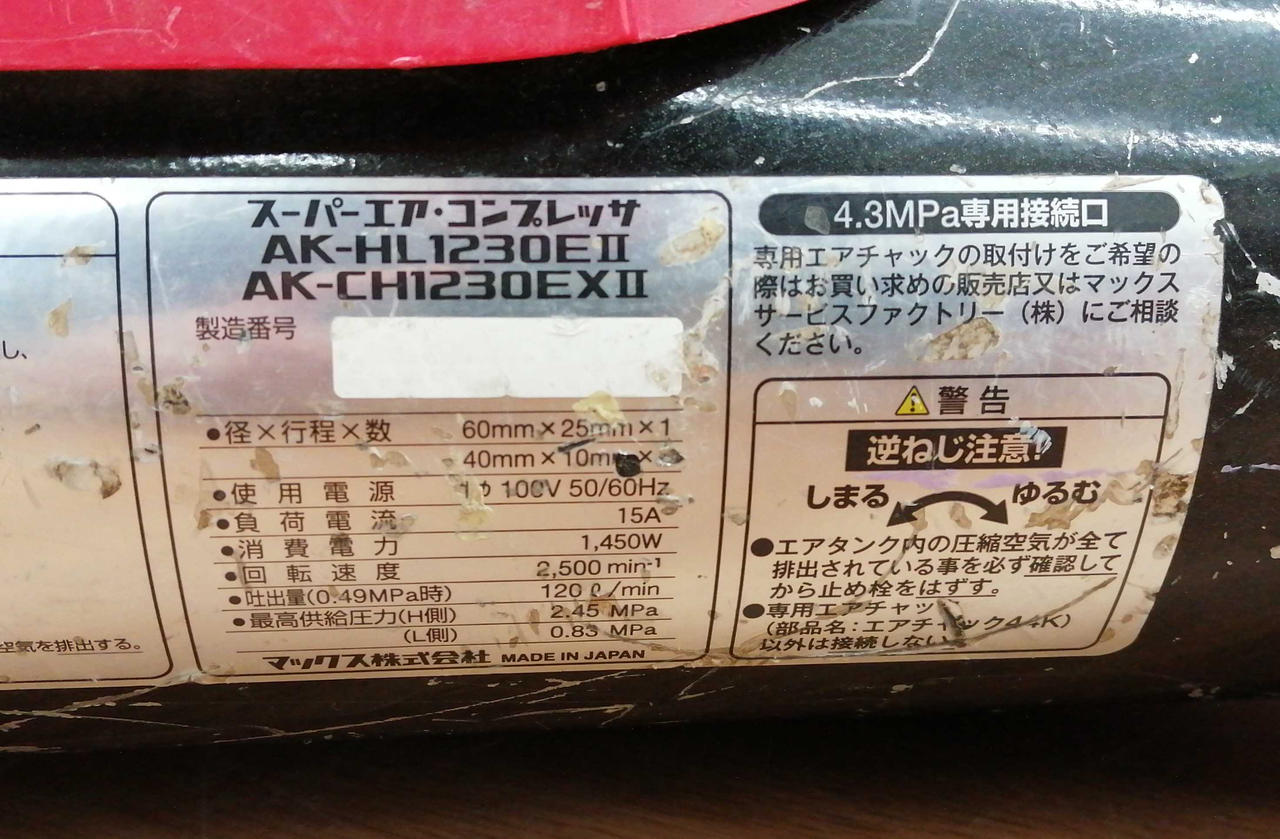 し、
空気を排出する。
スーパーエア・コンプレッサ
AK-HL1230EⅡ
AK-CH1230EXⅡ
製造番号
●径×行程×数 60mm×25mm×1
40mm×10mm×
●使用電源 1φ 100V 50/60Hz
●負荷電流 15A
●消費電力 1,450W
●回転速度 2,500 min⁻¹
●吐出量(0.49MPa時) 120ℓ/min
●最高供給圧力(H側) 2.45 MPa
(L側) 0.83 MPa
マックス株式会社 MADE IN JAPAN
4.3MPa専用接続口
専用エアチャックの取付けをご希望の
際はお買い求めの販売店又はマックス
サービスファクトリー（株）にご相談
ください。
警告
逆ねじ注意!
しまる ゆるむ
●エアタンク内の圧縮空気が全て
排出されている事を必ず確認して
から止め栓をはずす。
●専用エアチャッ
(部品名:エアチャック44K)
以外は接続しない